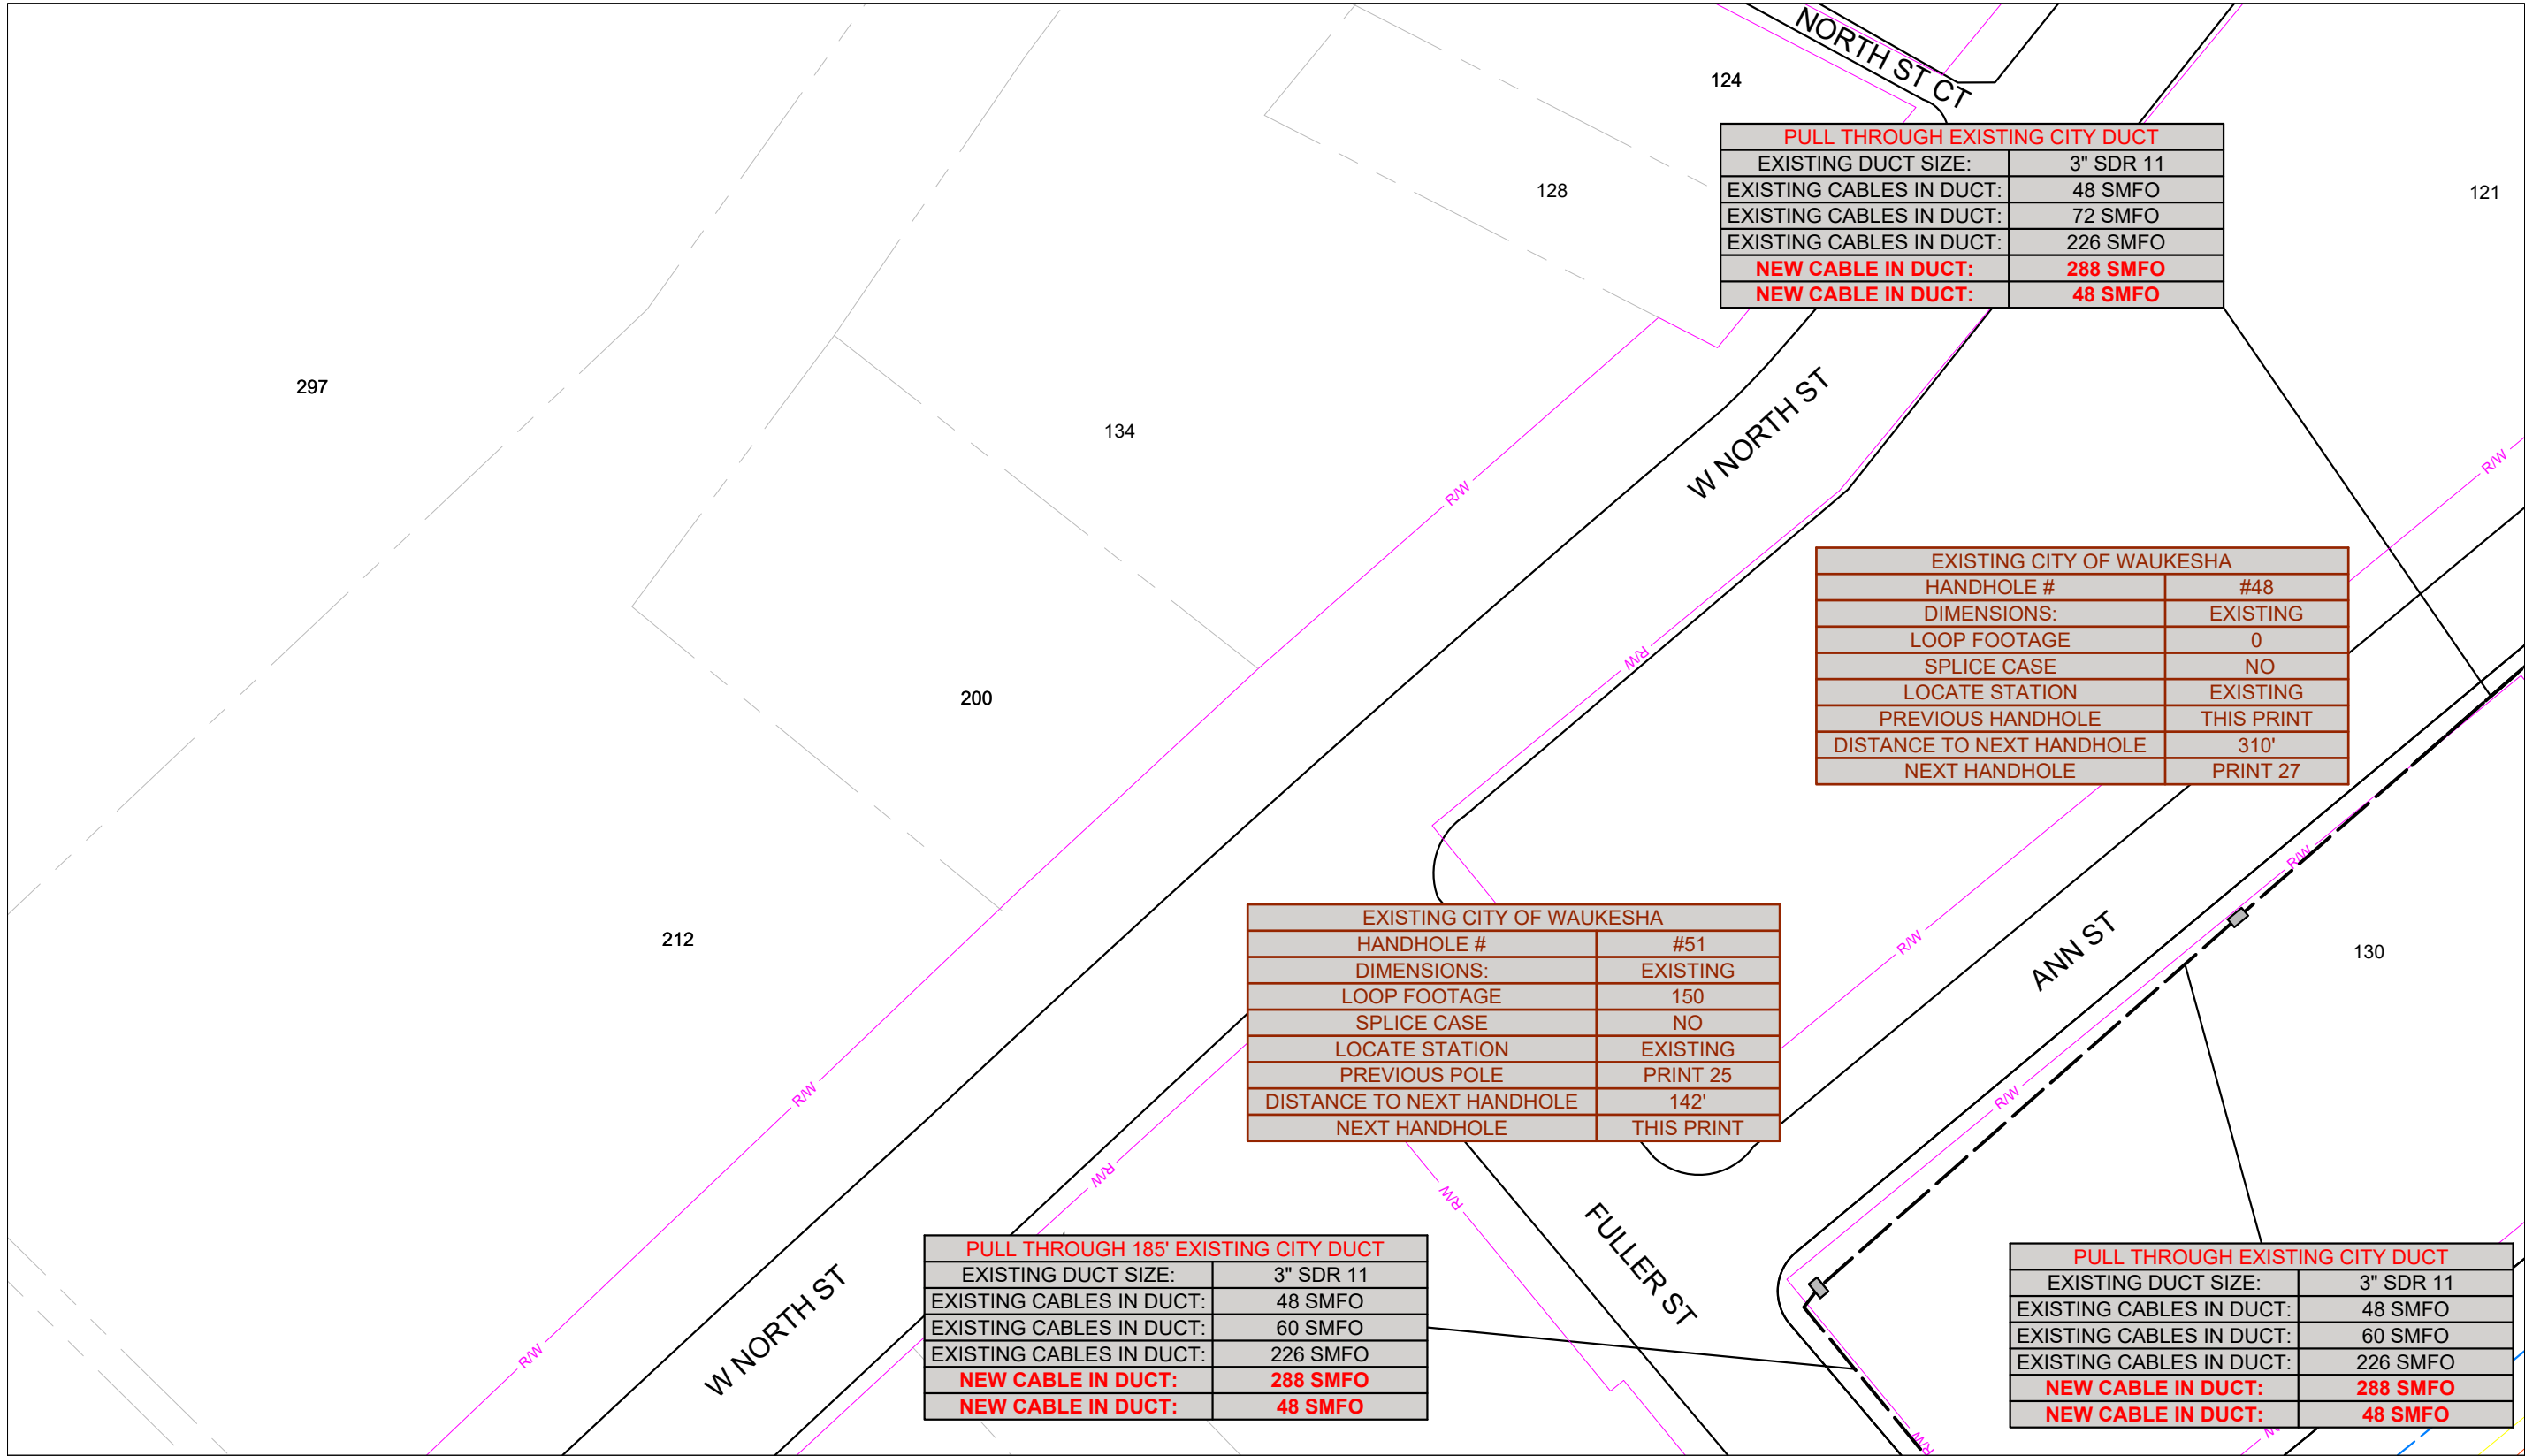 NORTH ST CT
124
PULL THROUGH EXISTING CITY DUCT
EXISTING DUCT SIZE: 3" SDR 11
EXISTING CABLES IN DUCT: 48 SMFO
EXISTING CABLES IN DUCT: 72 SMFO
EXISTING CABLES IN DUCT: 226 SMFO
NEW CABLE IN DUCT: 288 SMFO
NEW CABLE IN DUCT: 48 SMFO
128
121
297
134
W NORTH ST
R/W
R/W
EXISTING CITY OF WAUKESHA
HANDHOLE # #48
DIMENSIONS: EXISTING
LOOP FOOTAGE 0
SPLICE CASE NO
LOCATE STATION EXISTING
PREVIOUS HANDHOLE THIS PRINT
DISTANCE TO NEXT HANDHOLE 310'
NEXT HANDHOLE PRINT 27
R/W
200
R/W
212
EXISTING CITY OF WAUKESHA
HANDHOLE # #51
DIMENSIONS: EXISTING
LOOP FOOTAGE 150
SPLICE CASE NO
LOCATE STATION EXISTING
PREVIOUS POLE PRINT 25
DISTANCE TO NEXT HANDHOLE 142'
NEXT HANDHOLE THIS PRINT
R/W
ANN ST
130
R/W
R/W
R/W
R/W
FULLER ST
W NORTH ST
R/W
PULL THROUGH 185' EXISTING CITY DUCT
EXISTING DUCT SIZE: 3" SDR 11
EXISTING CABLES IN DUCT: 48 SMFO
EXISTING CABLES IN DUCT: 60 SMFO
EXISTING CABLES IN DUCT: 226 SMFO
NEW CABLE IN DUCT: 288 SMFO
NEW CABLE IN DUCT: 48 SMFO
PULL THROUGH EXISTING CITY DUCT
EXISTING DUCT SIZE: 3" SDR 11
EXISTING CABLES IN DUCT: 48 SMFO
EXISTING CABLES IN DUCT: 60 SMFO
EXISTING CABLES IN DUCT: 226 SMFO
NEW CABLE IN DUCT: 288 SMFO
NEW CABLE IN DUCT: 48 SMFO
R/W